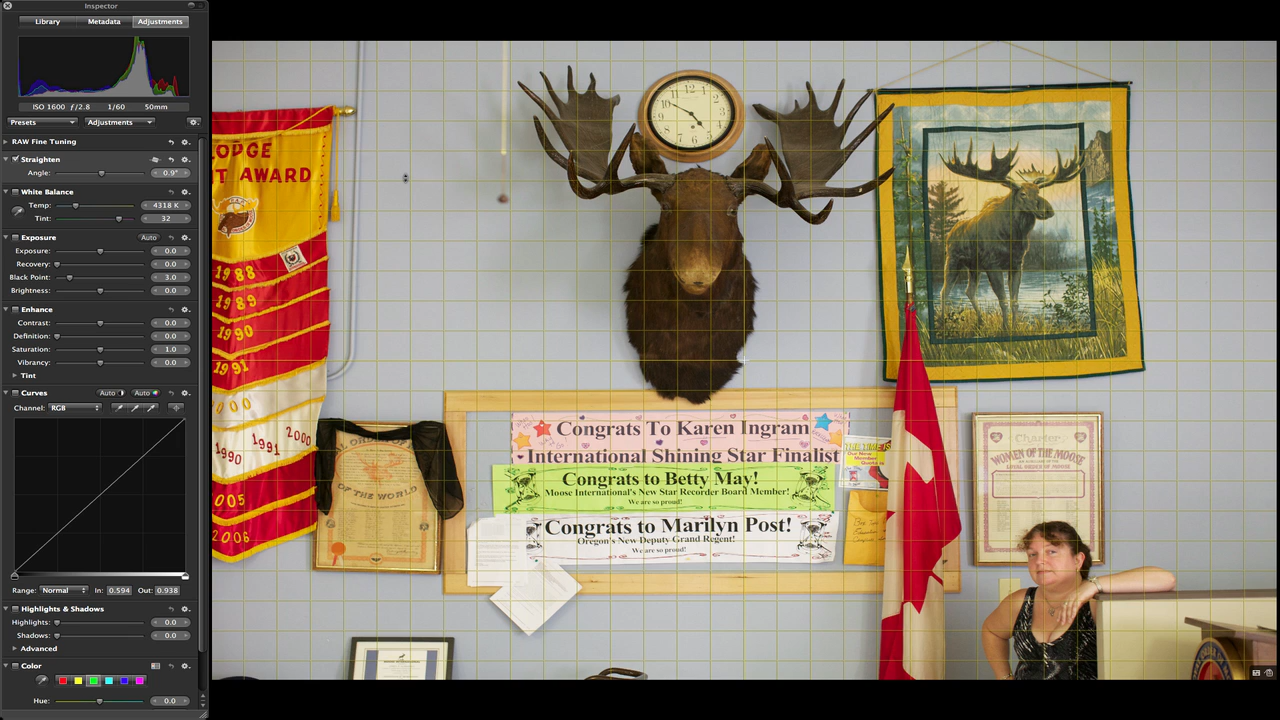 Inspector
Library Metadata Adjustments
ISO 1600 ƒ/2.8 1/60 50mm
Presets Adjustments
RAW Fine Tuning
Straighten
Angle: 0.9°
White Balance
Temp: 4318 K
Tint: 32
Exposure Auto
Exposure: 0.0
Recovery: 0.0
Black Point: 3.0
Brightness: 0.0
Enhance
Contrast: 0.0
Definition: 0.0
Saturation: 1.0
Vibrancy: 0.0
Tint
Curves Auto Auto
Channel: RGB
Range: Normal In: 0.594 Out: 0.938
Highlights & Shadows
Highlights: 0.0
Shadows: 0.0
Advanced
Color
Hue: 0.0
ODGE
T AWARD
1988
1989
1990
1991
000
1990 1991 2000
005
2006
OF THE WORLD
Congrats To Karen Ingram
International Shining Star Finalist
Congrats to Betty May!
Moose International's New Star Recorder Board Member!
We are so proud!
Congrats to Marilyn Post!
Oregon's New Deputy Grand Regent!
We are so proud!
Charter
WOMEN OF THE MOOSE